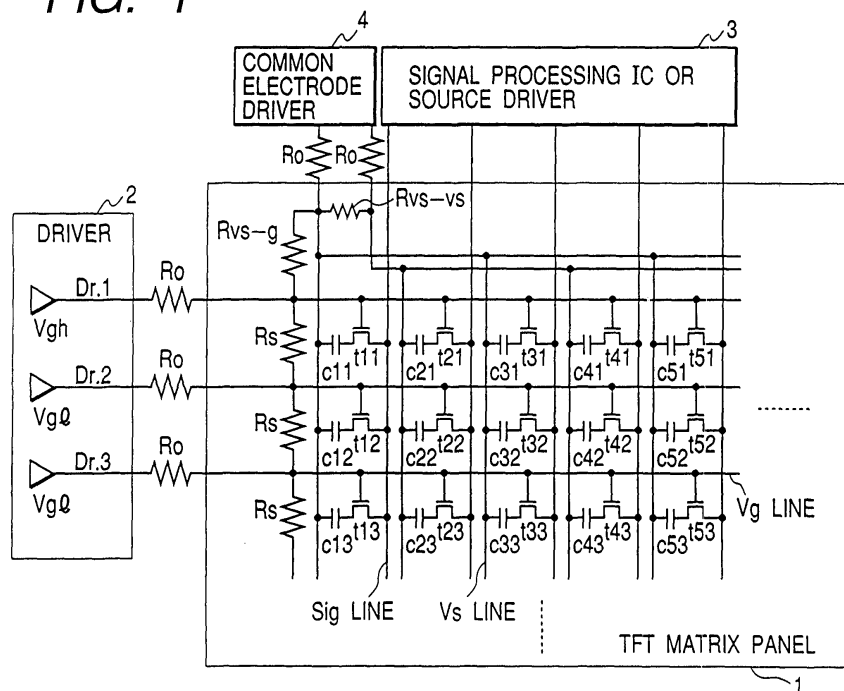 FIG. 1
4
3
COMMON
ELECTRODE
DRIVER
SIGNAL PROCESSING IC OR
SOURCE DRIVER
Ro
Ro
2
DRIVER
Rvs-vs
Rvs-g
Dr.1
Ro
Vgh
Rs
c11
t11
c21
t21
c31
t31
c41
t41
c51
t51
Dr.2
Ro
Vgℓ
Rs
c12
t12
c22
t22
c32
t32
c42
t42
c52
t52
Dr.3
Ro
Vgℓ
Rs
c13
t13
c23
t23
c33
t33
c43
t43
c53
t53
Vg LINE
Sig LINE
Vs LINE
TFT MATRIX PANEL
1